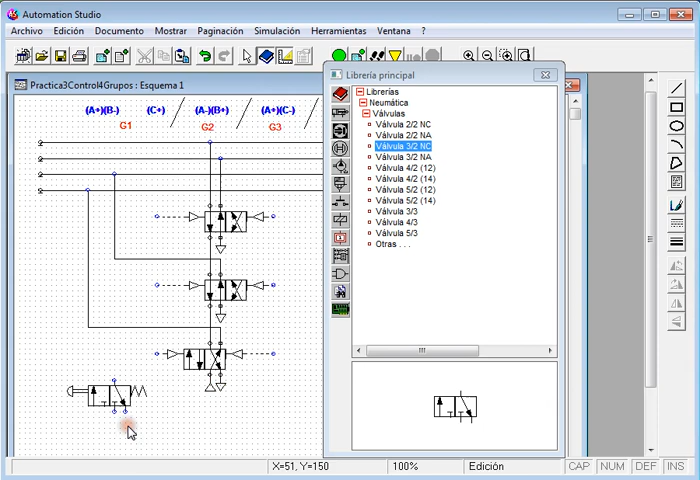 Automation Studio
Archivo Edición Documento Mostrar Paginación Simulación Herramientas Ventana ?
Practica3Control4Grupos : Esquema 1
(A+)(B-) (C+) (A-)(B+) (A+)(C-)
G1 G2 G3
Librería principal
Librerías
Neumática
Válvulas
Válvula 2/2 NC
Válvula 2/2 NA
Válvula 3/2 NC
Válvula 3/2 NA
Válvula 4/2 (12)
Válvula 4/2 (14)
Válvula 5/2 (12)
Válvula 5/2 (14)
Válvula 3/3
Válvula 4/3
Válvula 5/3
Otras . . .
X=51, Y=150 100% Edición CAP NUM DEF INS